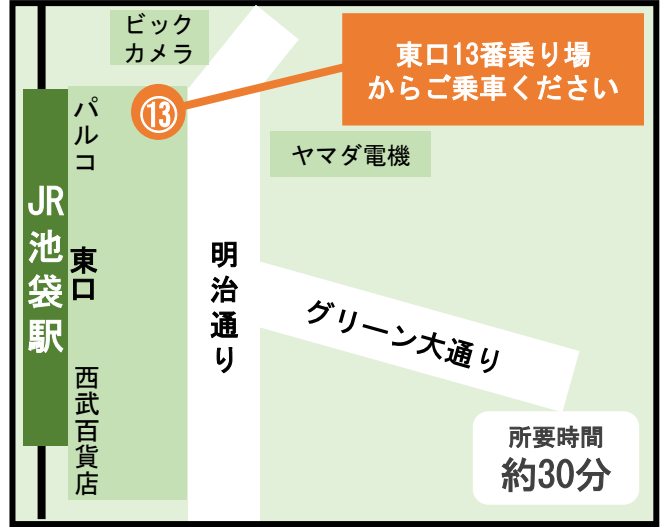 ビック
カメラ
東口13番乗り場
からご乗車ください
⑬
パルコ
ヤマダ電機
JR池袋駅
東口
明治通り
グリーン大通り
西武百貨店
所要時間
約30分